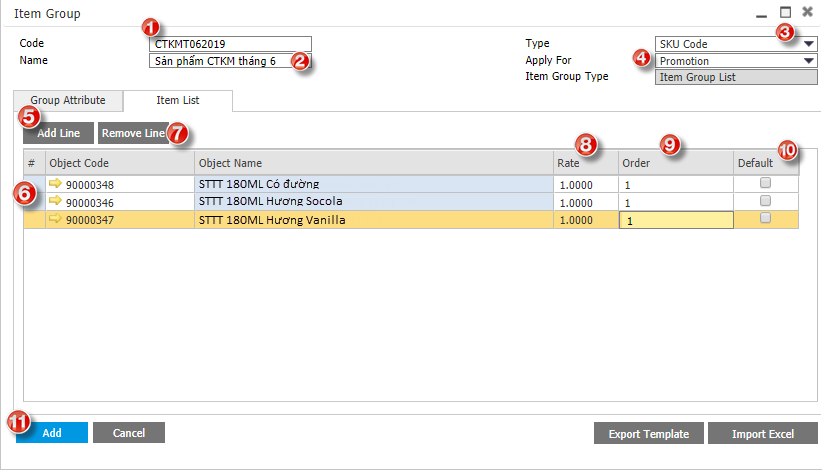 Item Group
1
Code CTKMT062019
Name Sản phẩm CTKM tháng 6 2
3
Type SKU Code
4 Apply For Promotion
Item Group Type Item Group List
Group Attribute Item List
5 7
Add Line Remove Line
8 9 10
# Object Code Object Name Rate Order Default
90000348 STTT 180ML Có đường 1.0000 1
6 90000346 STTT 180ML Hương Socola 1.0000 1
90000347 STTT 180ML Hương Vanilla 1.0000 1
11 Add Cancel Export Template Import Excel